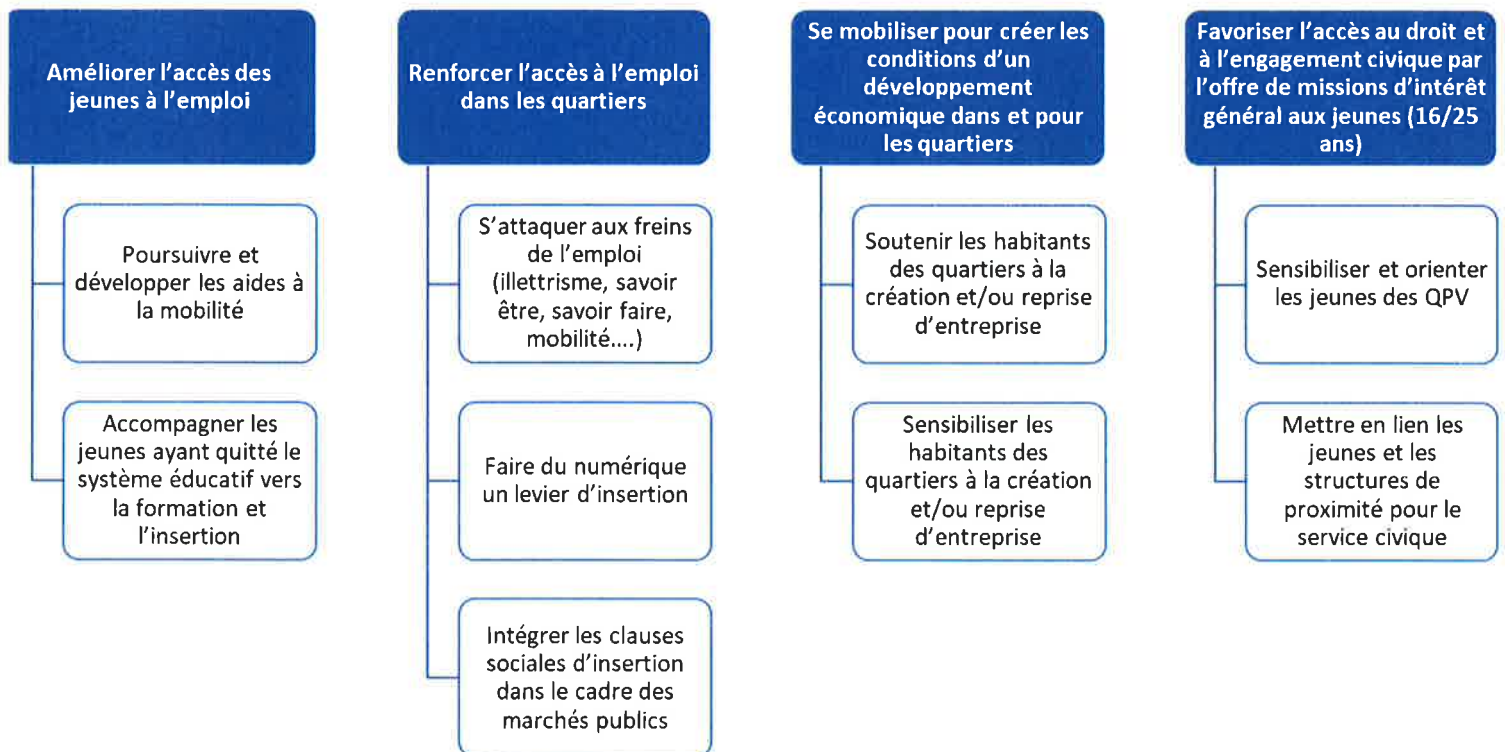 Améliorer l'accès des
jeunes à l'emploi
Poursuivre et
développer les aides à
la mobilité
Accompagner les
jeunes ayant quitté le
système éducatif vers
la formation et
l'insertion
Renforcer l'accès à l'emploi
dans les quartiers
S'attaquer aux freins
de l'emploi
(illettrisme, savoir
être, savoir faire,
mobilité....)
Faire du numérique
un levier d'insertion
Intégrer les clauses
sociales d'insertion
dans le cadre des
marchés publics
Se mobiliser pour créer les
conditions d'un
développement
économique dans et pour
les quartiers
Soutenir les habitants
des quartiers à la
création et/ou reprise
d'entreprise
Sensibiliser les
habitants des
quartiers à la création
et/ou reprise
d'entreprise
Favoriser l'accès au droit et
à l'engagement civique par
l'offre de missions d'intérêt
général aux jeunes (16/25
ans)
Sensibiliser et orienter
les jeunes des QPV
Mettre en lien les
jeunes et les
structures de
proximité pour le
service civique